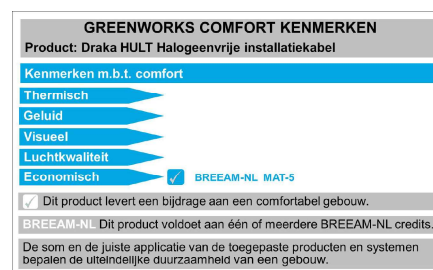 GREENWORKS COMFORT KENMERKEN
Product: Draka HULT Halogeenvrije installatiekabel
Kenmerken m.b.t. comfort
Thermisch
Geluid
Visueel
Luchtkwaliteit
Economisch BREEAM-NL MAT-5
Dit product levert een bijdrage aan een comfortabel gebouw.
BREEAM-NL Dit product voldoet aan één of meerdere BREEAM-NL credits.
De som en de juiste applicatie van de toegepaste producten en systemen
bepalen de uiteindelijke duurzaamheid van een gebouw.